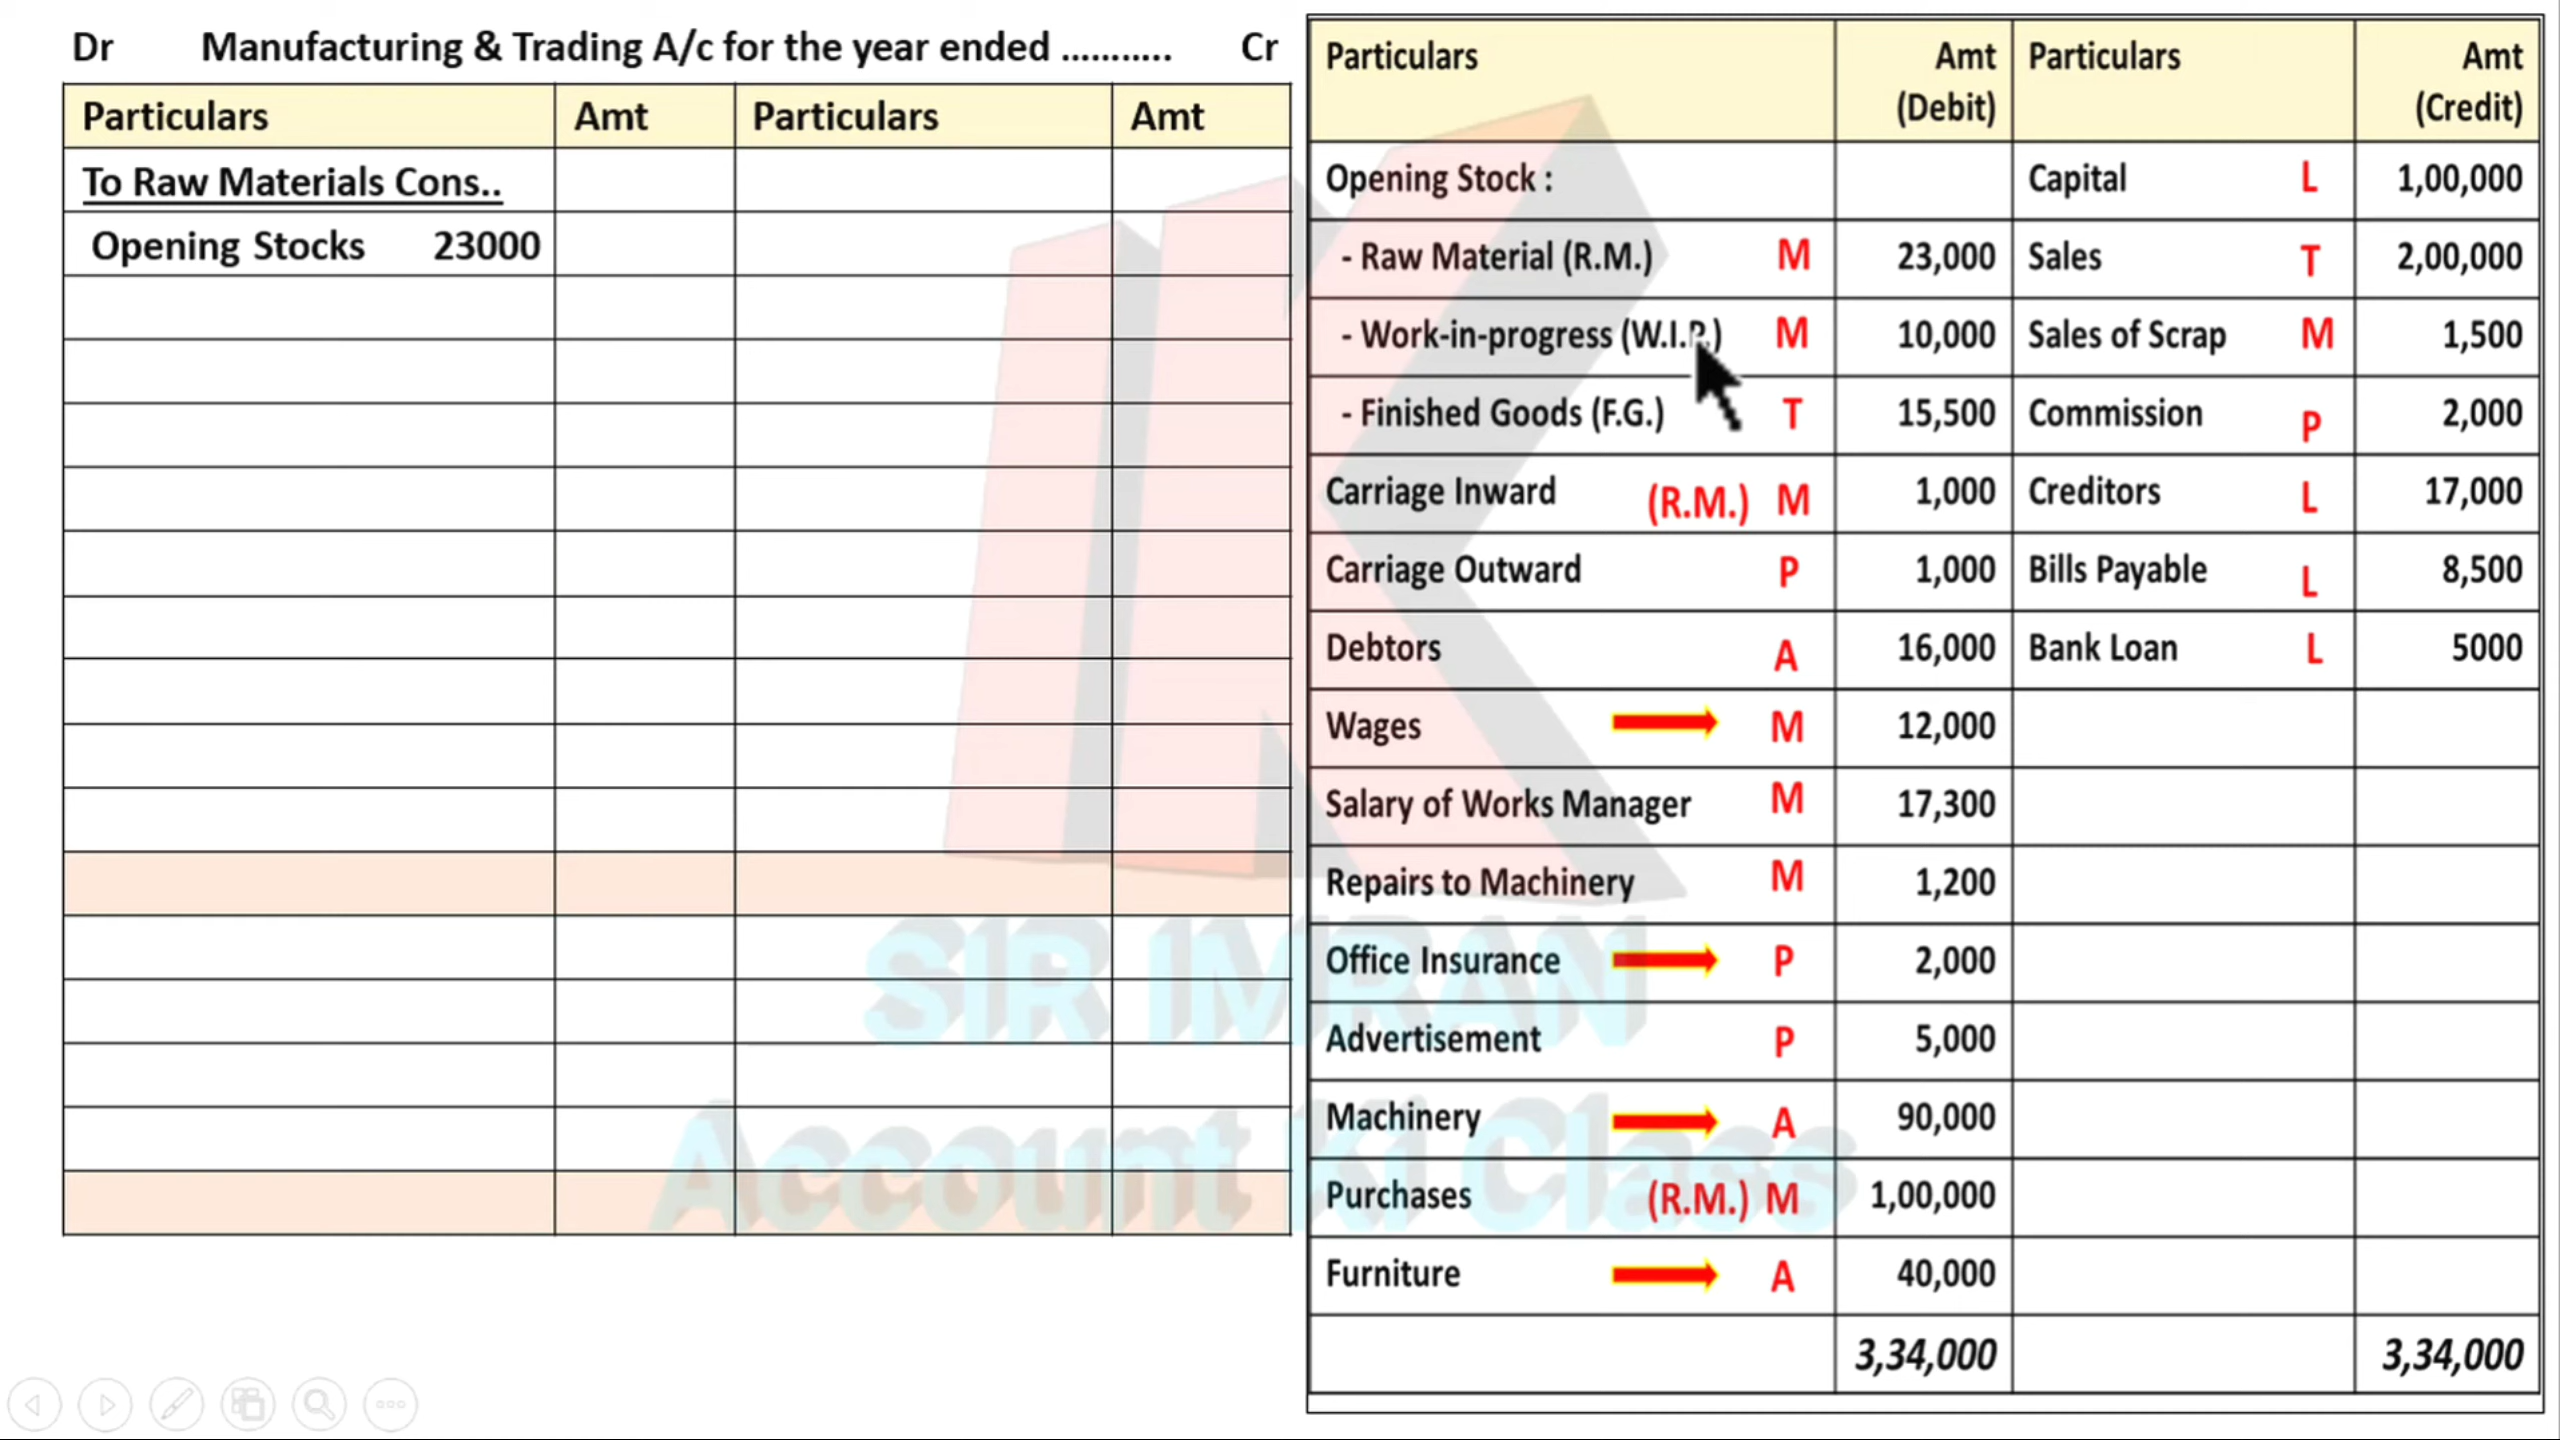 Dr Manufacturing & Trading A/c for the year ended ........... Cr
Particulars Amt Particulars Amt
To Raw Materials Cons..
Opening Stocks 23000
Particulars Amt (Debit) Particulars Amt (Credit)
Opening Stock : Capital L 1,00,000
- Raw Material (R.M.) M 23,000 Sales T 2,00,000
- Work-in-progress (W.I.P.) M 10,000 Sales of Scrap M 1,500
- Finished Goods (F.G.) T 15,500 Commission P 2,000
Carriage Inward (R.M.) M 1,000 Creditors L 17,000
Carriage Outward P 1,000 Bills Payable L 8,500
Debtors A 16,000 Bank Loan L 5000
Wages M 12,000
Salary of Works Manager M 17,300
Repairs to Machinery M 1,200
Office Insurance P 2,000
Advertisement P 5,000
Machinery A 90,000
Purchases (R.M.) M 1,00,000
Furniture A 40,000
3,34,000 3,34,000
SIR IMRAN
Account Ki Class